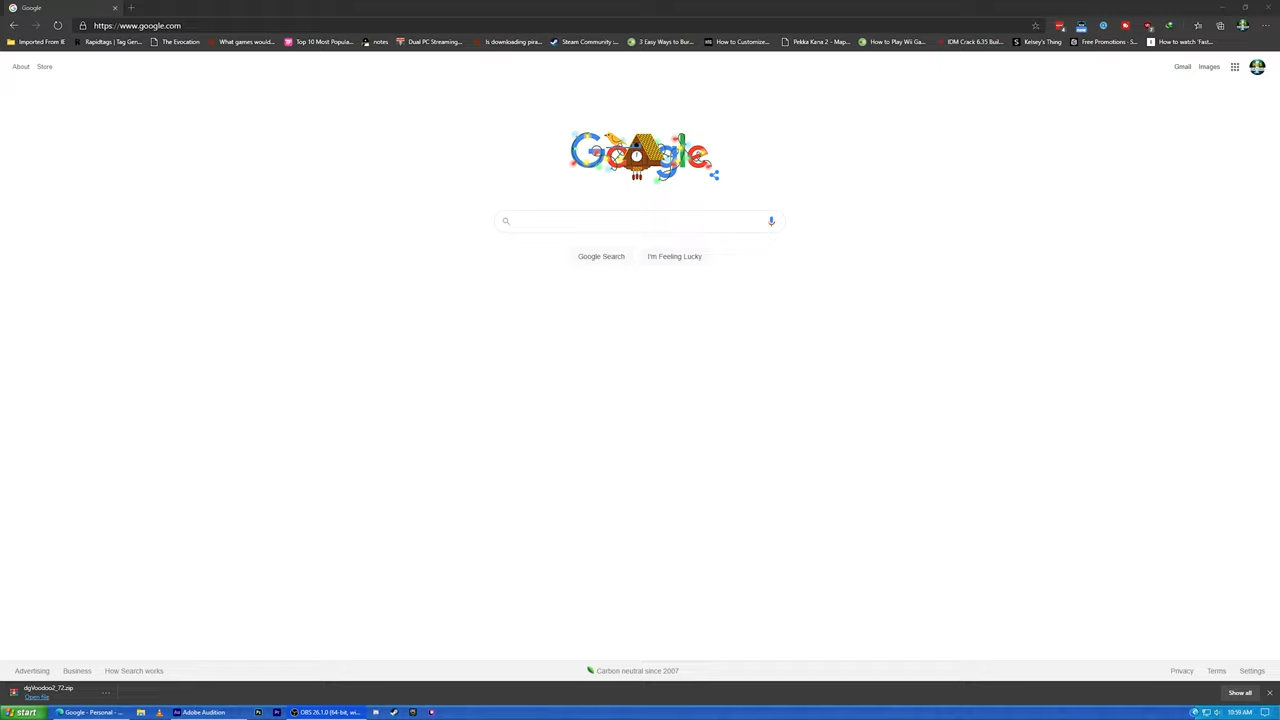 Google
https://www.google.com
Imported From IE
Rapidtags | Tag Gen...
The Evocation
What games would...
Top 10 Most Popula...
notes
Dual PC Streaming...
Is downloading pira...
Steam Community :...
3 Easy Ways to Bur...
How to Customize...
Pekka Kana 2 - Map...
How to Play Wii Ga...
IDM Crack 6.35 Buil...
Kelsey's Thing
Free Promotions - S...
How to watch 'Fast...
About Store
Gmail Images
Google
Google Search I'm Feeling Lucky
Advertising Business How Search works
Carbon neutral since 2007
Privacy Terms Settings
dgVoodoo2_72.zip
Open file
Show all
start
Google - Personal - ...
Adobe Audition
OBS 26.1.0 (64-bit, wi...
10:59 AM